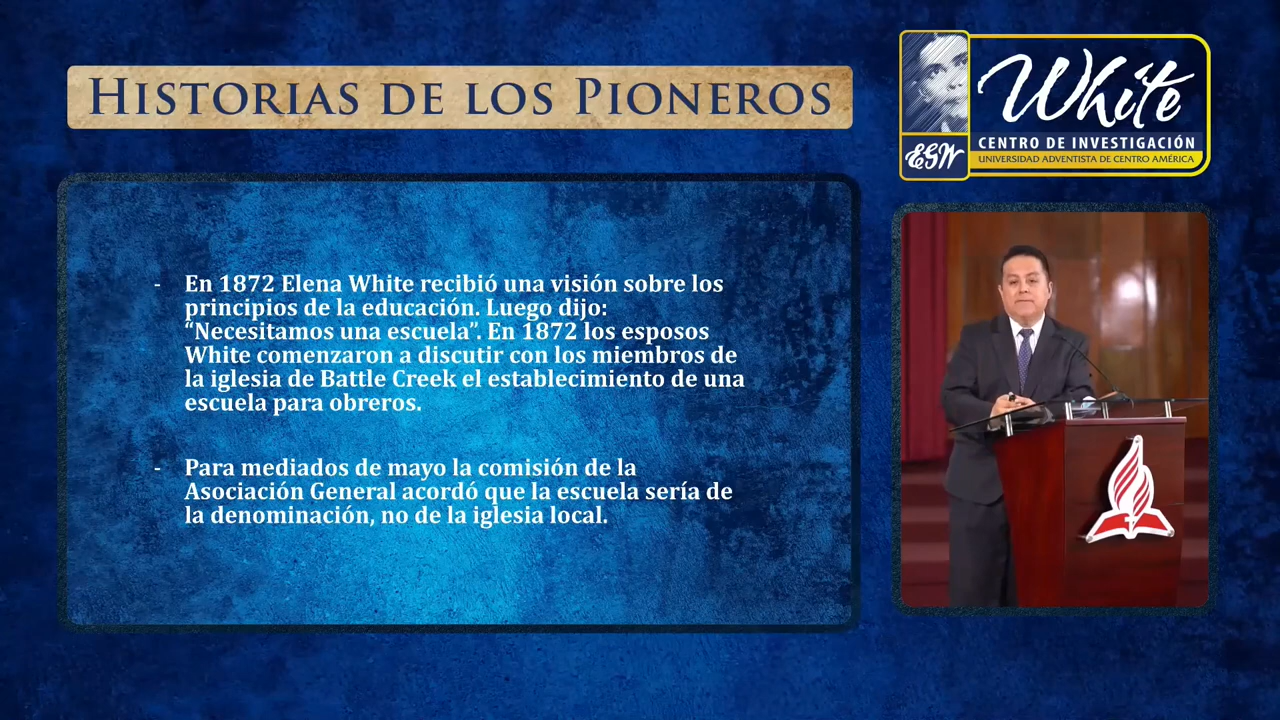 HISTORIAS DE LOS PIONEROS
White
CENTRO DE INVESTIGACIÓN
EGW
UNIVERSIDAD ADVENTISTA DE CENTRO AMÉRICA
- En 1872 Elena White recibió una visión sobre los
principios de la educación. Luego dijo:
“Necesitamos una escuela”. En 1872 los esposos
White comenzaron a discutir con los miembros de
la iglesia de Battle Creek el establecimiento de una
escuela para obreros.
- Para mediados de mayo la comisión de la
Asociación General acordó que la escuela sería de
la denominación, no de la iglesia local.